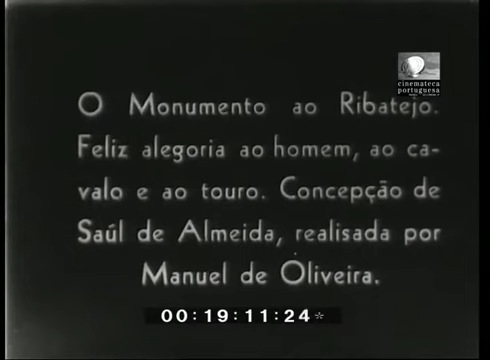 cinemateca
portuguesa
O Monumento ao Ribatejo.
Feliz alegoria ao homem, ao ca-
valo e ao touro. Concepção de
Saúl de Almeida, realisada por
Manuel de Oliveira.
00:19:11:24*